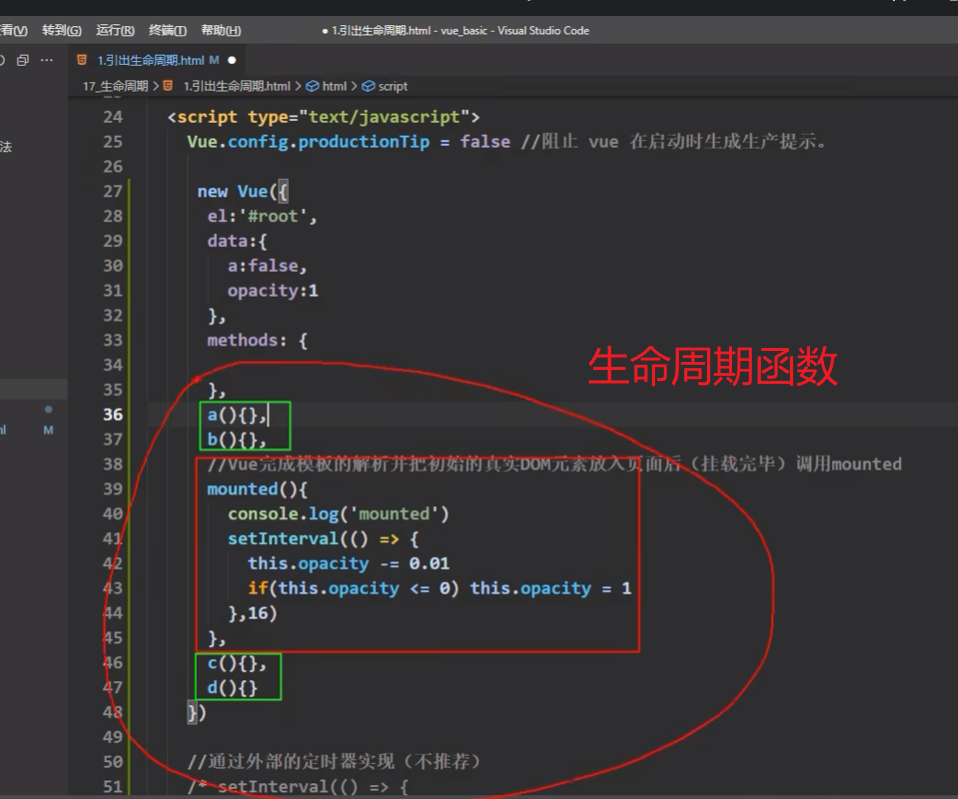 看(V) 转到(G) 运行(R) 终端(T) 帮助(H) ● 1.引出生命周期.html - vue_basic - Visual Studio Code
1.引出生命周期.html M ●
17_生命周期 > 1.引出生命周期.html > html > script
24 <script type="text/javascript">
法
25 Vue.config.productionTip = false //阻止 vue 在启动时生成生产提示。
26
27 new Vue({
28 el:'#root',
29 data:{
30 a:false,
31 opacity:1
32 },
33 methods: {
生命周期函数
34
35 },
36 a(){},
M
37 b(){},
38 //Vue完成模板的解析并把初始的真实DOM元素放入页面后（挂载完毕）调用mounted
39 mounted(){
40 console.log('mounted')
41 setInterval(() => {
42 this.opacity -= 0.01
43 if(this.opacity <= 0) this.opacity = 1
44 },16)
45 },
46 c(){},
47 d(){}
48 })
49
50 //通过外部的定时器实现（不推荐）
51 /* setInterval(() => {